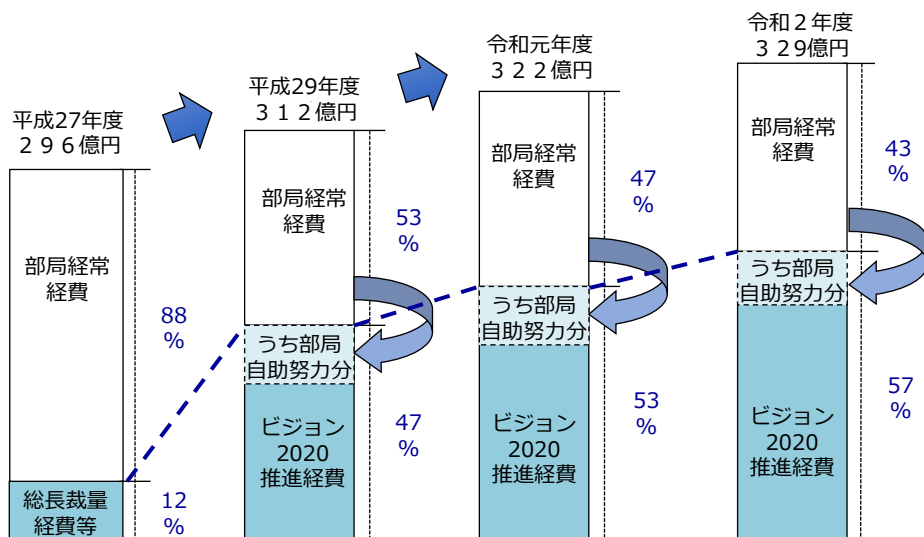 平成27年度
２９６億円
部局経常
経費
88
%
総長裁量
経費等
12
%
平成29年度
３１２億円
部局経常
経費
53
%
うち部局
自助努力分
ビジョン
2020
推進経費
47
%
令和元年度
３２２億円
部局経常
経費
47
%
うち部局
自助努力分
ビジョン
2020
推進経費
53
%
令和２年度
３２９億円
部局経常
経費
43
%
うち部局
自助努力分
ビジョン
2020
推進経費
57
%